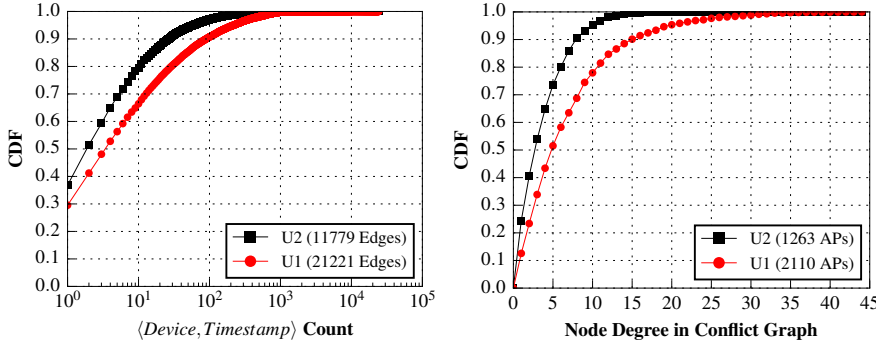 CDF
1.0
0.9
0.8
0.7
0.6
0.5
0.4
0.3
0.2
0.1
0.0
U2 (11779 Edges)
U1 (21221 Edges)
10^0 10^1 10^2 10^3 10^4 10^5
⟨Device, Timestamp⟩ Count
CDF
1.0
0.9
0.8
0.7
0.6
0.5
0.4
0.3
0.2
0.1
0.0
U2 (1263 APs)
U1 (2110 APs)
0 5 10 15 20 25 30 35 40 45
Node Degree in Conflict Graph